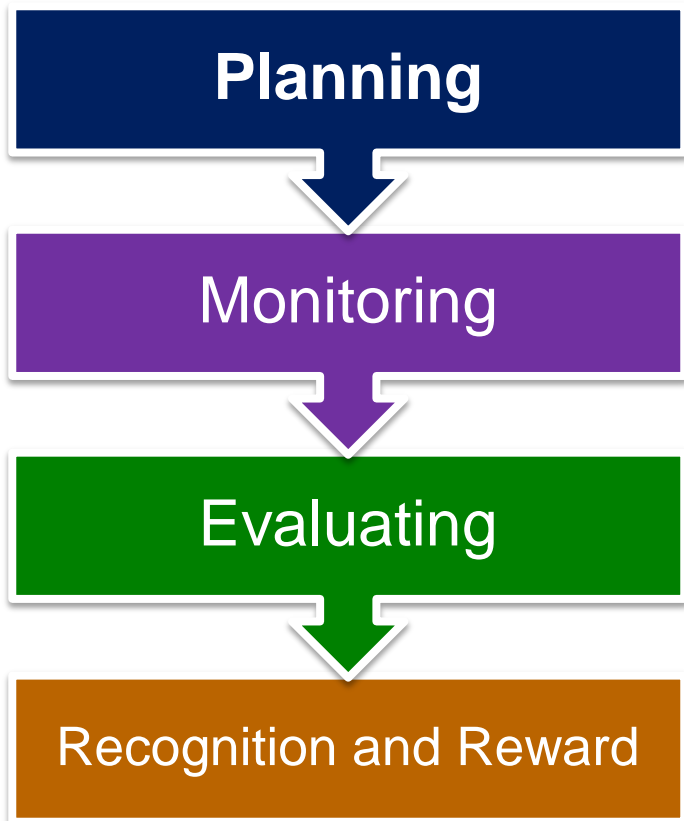 Planning
Monitoring
Evaluating
Recognition and Reward